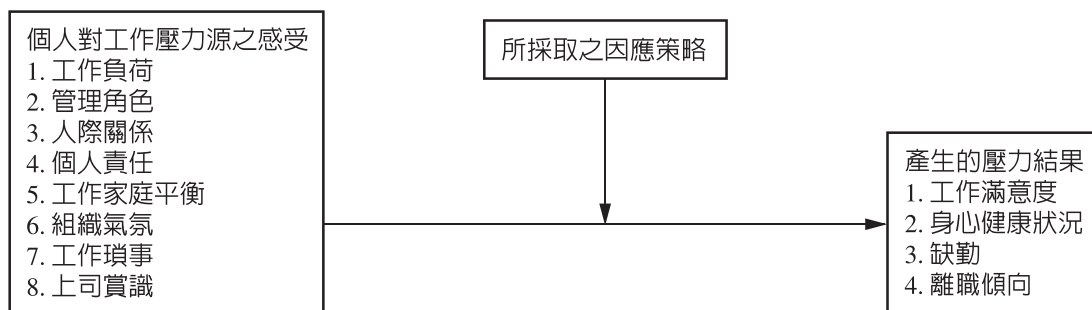 個人對工作壓力源之感受
1. 工作負荷
2. 管理角色
3. 人際關係
4. 個人責任
5. 工作家庭平衡
6. 組織氣氛
7. 工作瑣事
8. 上司賞識
所採取之因應策略
產生的壓力結果
1. 工作滿意度
2. 身心健康狀況
3. 缺勤
4. 離職傾向